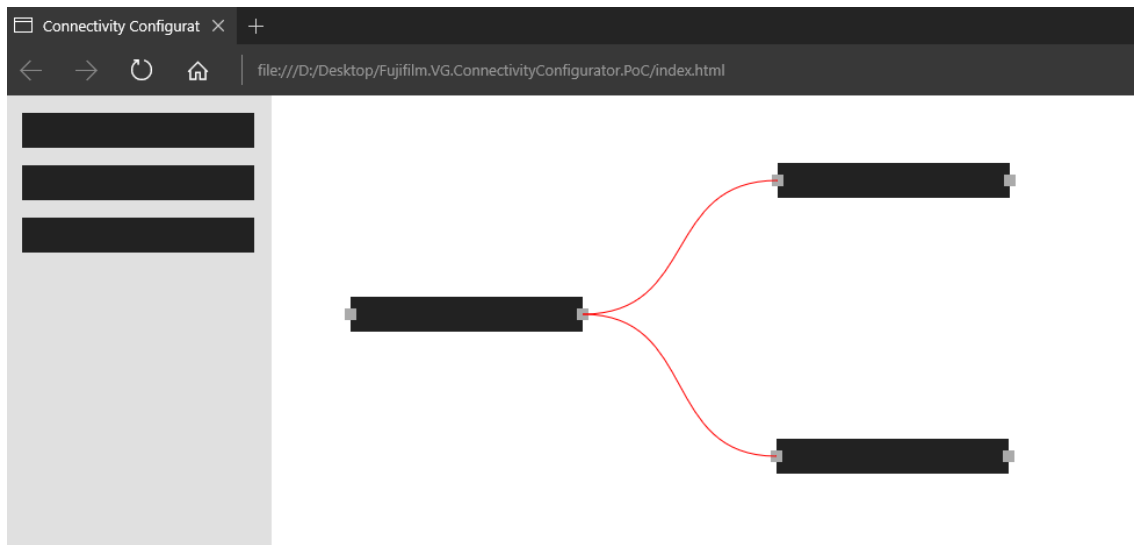 Connectivity Configurat
file:///D:/Desktop/Fujifilm.VG.ConnectivityConfigurator.PoC/index.html